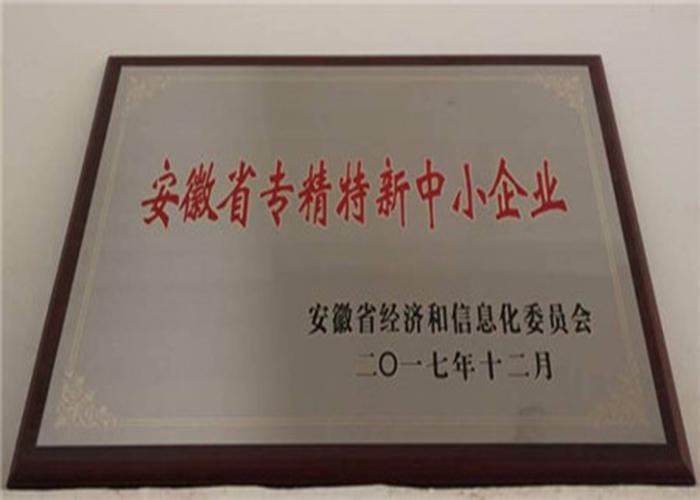 安徽省专精特新中小企业
安徽省经济和信息化委员会
二〇一七年十二月